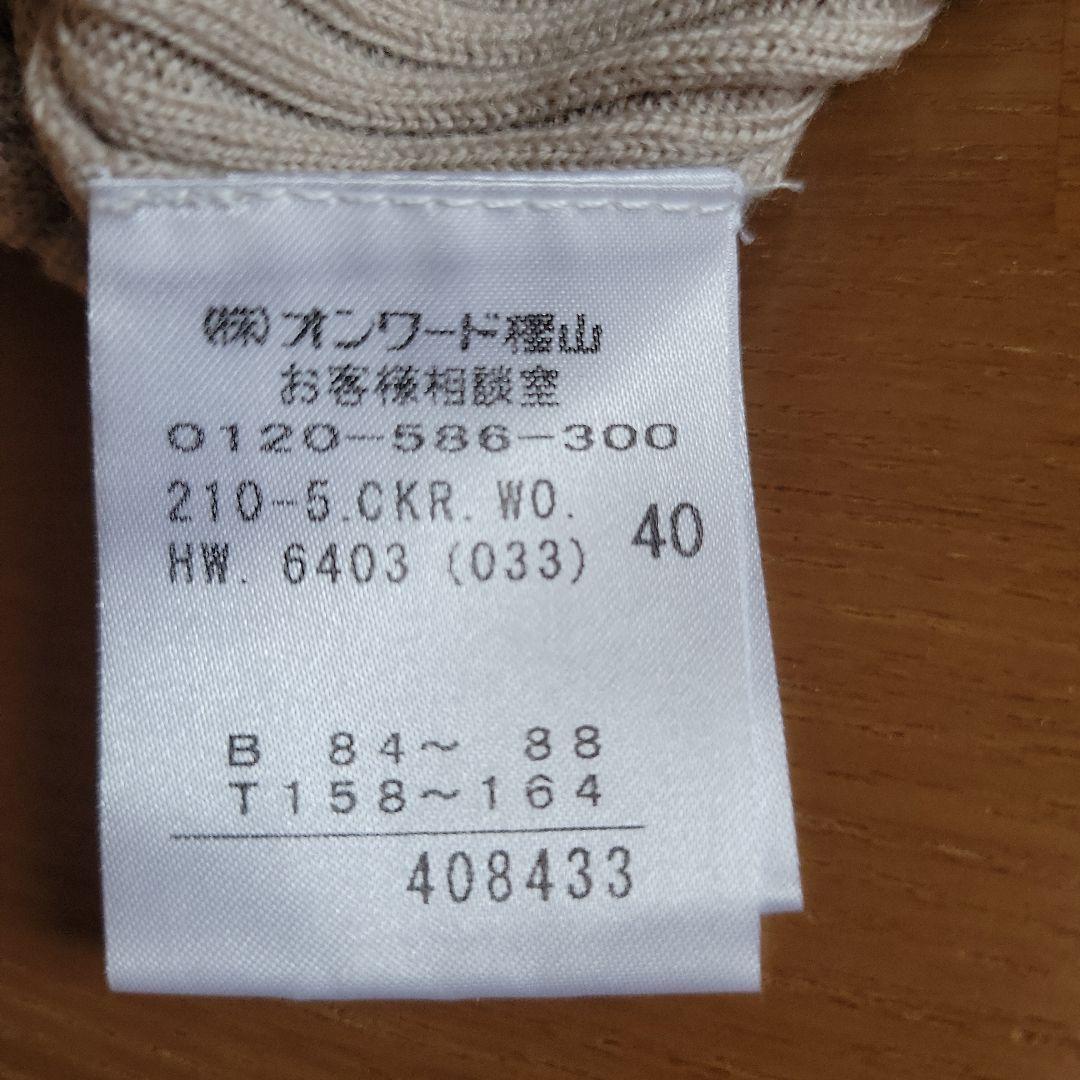 (株)オンワード樫山
お客様相談室
0120-586-300
210-5.CKR.WO.
HW. 6403 (033)
40
B 84~ 88
T158~164
408433